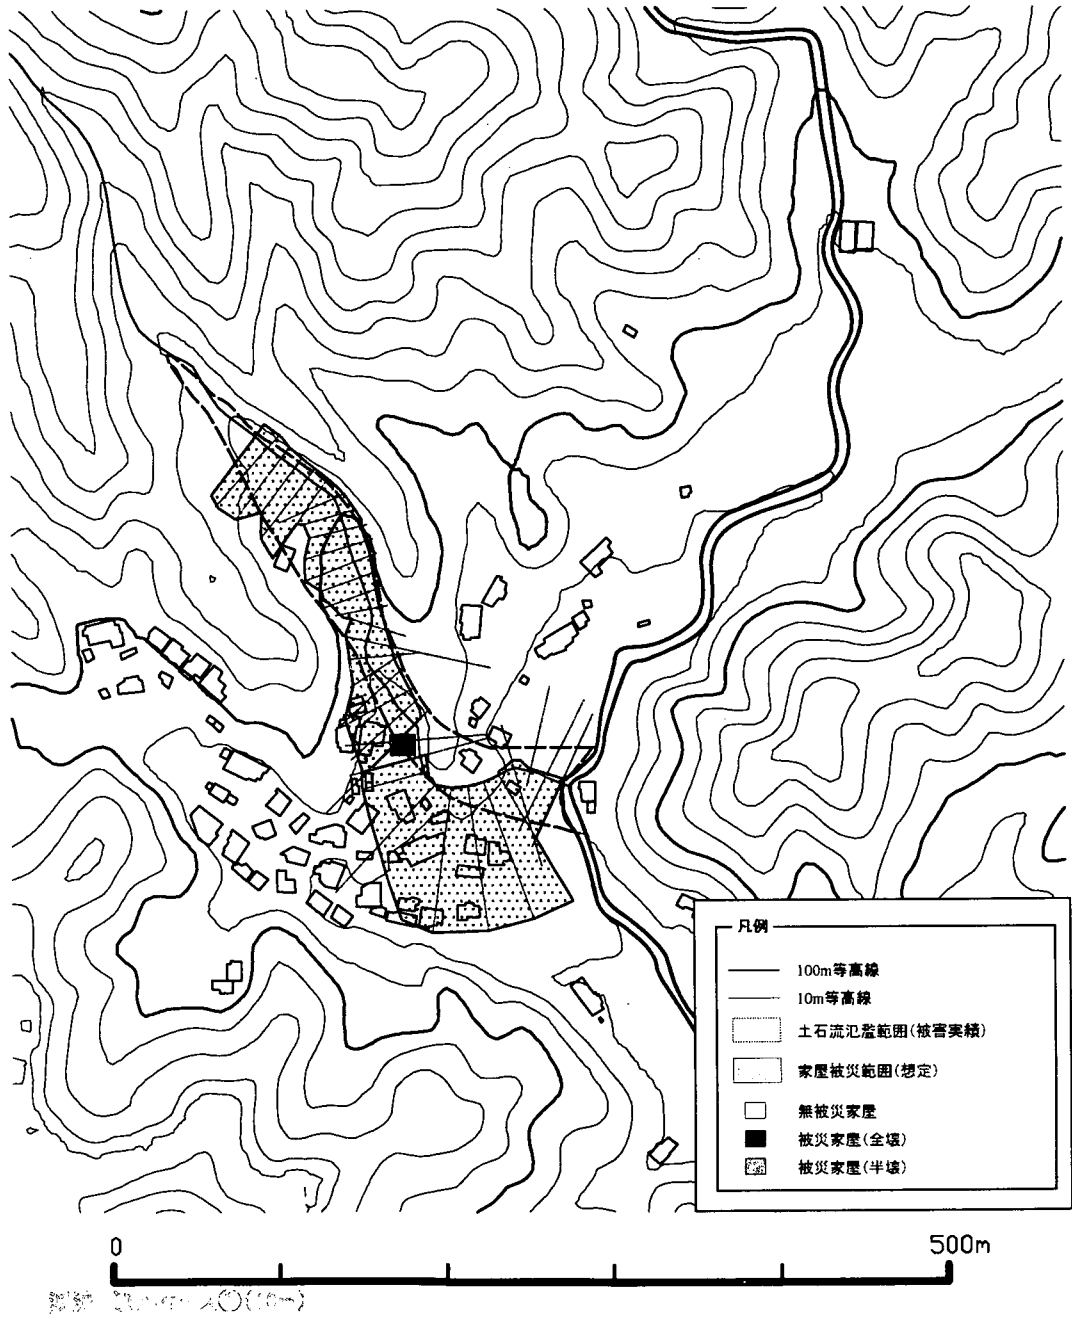 凡例
100m等高線
10m等高線
土石流氾濫範囲(被害実績)
家屋被災範囲(想定)
無被災家屋
被災家屋(全壊)
被災家屋(半壊)
0 500m